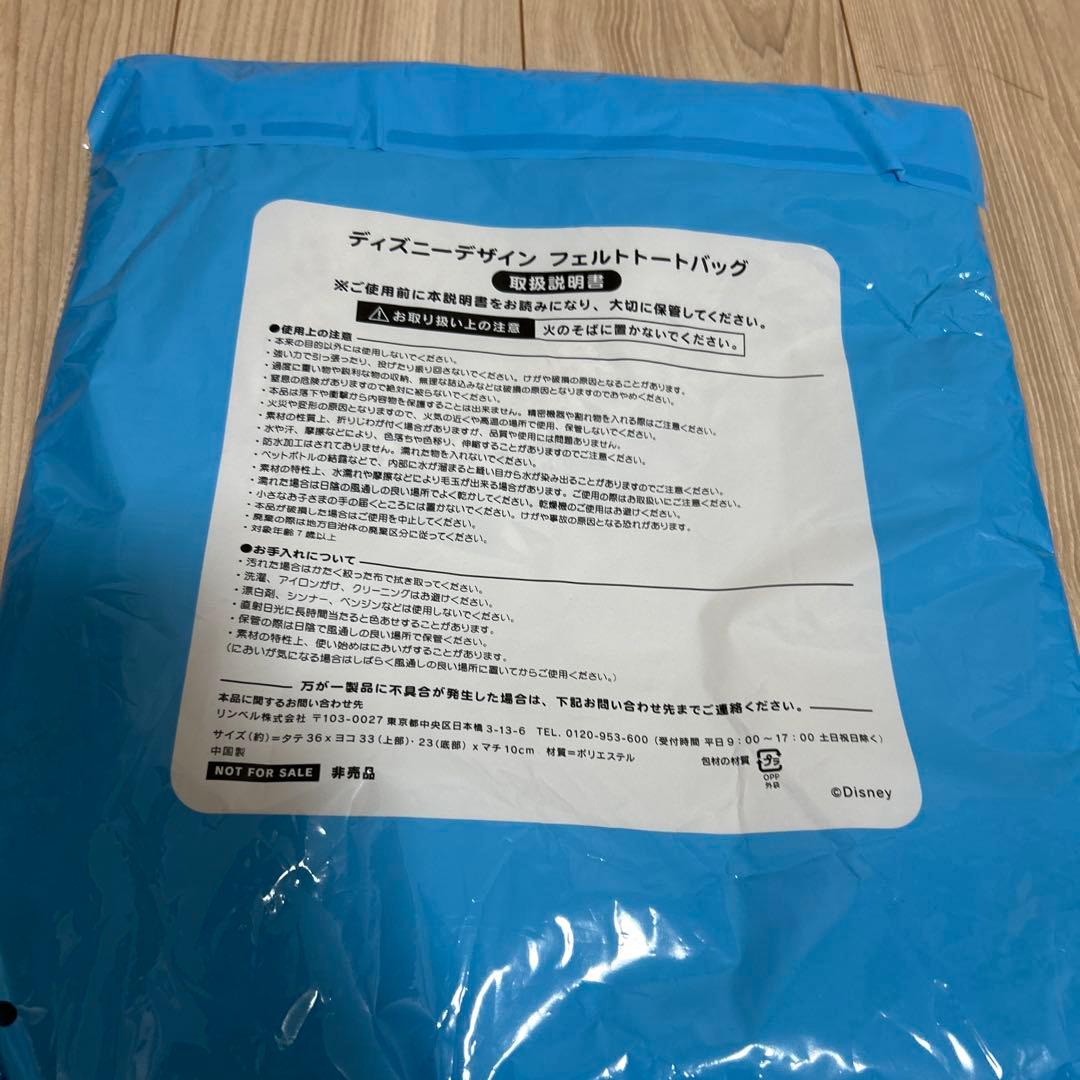 ディズニーデザイン フェルトトートバッグ
取扱説明書
※ご使用前に本説明書をお読みになり、大切に保管してください。
お取り扱い上の注意 火のそばに置かないでください。
●使用上の注意
・本来の目的以外には使用しないでください。
・強い力で引っ張ったり、投げたり振り回さないでください。けがや破損の原因となることがあります。
・過度に重い物や鋭利な物の収納、無理な詰込みなどは破損の原因となりますのでおやめください。
・窒息の危険がありますので絶対に被らないでください。
・本品は落下や衝撃から内容物を保護することは出来ません。精密機器や割れ物を入れる際はご注意ください。
・火災や変形の原因となりますので、火気の近くや高温の場所で使用、保管しないでください。
・素材の性質上、折りじわが付く場合がありますが、品質や使用には問題ありません。
・水や汗、摩擦などにより、色落ちや色移り、伸縮することがありますのでご注意ください。
・防水加工はされておりません。濡れた物を入れないでください。
・ペットボトルの結露などで、内部に水が溜まると縫い目から水が染み出ることがありますのでご注意ください。
・素材の特性上、水濡れや摩擦などにより毛玉が出来る場合があります。ご使用の際はお取扱いにご注意ください。
・濡れた場合は日陰の風通しの良い場所でよく乾かしてください。乾燥機のご使用はお避けください。
・小さなお子さまの手の届くところには置かないでください。けがや事故の原因となる恐れがあります。
・本品が破損した場合はご使用を中止してください。
・廃棄の際は地方自治体の廃棄区分に従ってください。
・対象年齢7歳以上
●お手入れについて
・汚れた場合はかたく絞った布で拭き取ってください。
・洗濯、アイロンがけ、クリーニングはお避けください。
・漂白剤、シンナー、ベンジンなどは使用しないでください。
・直射日光に長時間当たると色あせすることがあります。
・保管の際は日陰で風通しの良い場所で保管ください。
・素材の特性上、使い始めはにおいがすることがあります。
(においが気になる場合はしばらく風通しの良い場所に置いてからご使用ください。)
万が一製品に不具合が発生した場合は、下記お問い合わせ先までご連絡ください。
本品に関するお問い合わせ先
リンベル株式会社 〒103-0027 東京都中央区日本橋3-13-6 TEL. 0120-953-600 (受付時間 平日9:00〜17:00 土日祝日除く)
サイズ(約)=タテ36xヨコ33(上部)・23(底部)xマチ10cm 材質=ポリエステル
中国製
包材の材質 プラ
OPP
外袋
NOT FOR SALE 非売品
©Disney